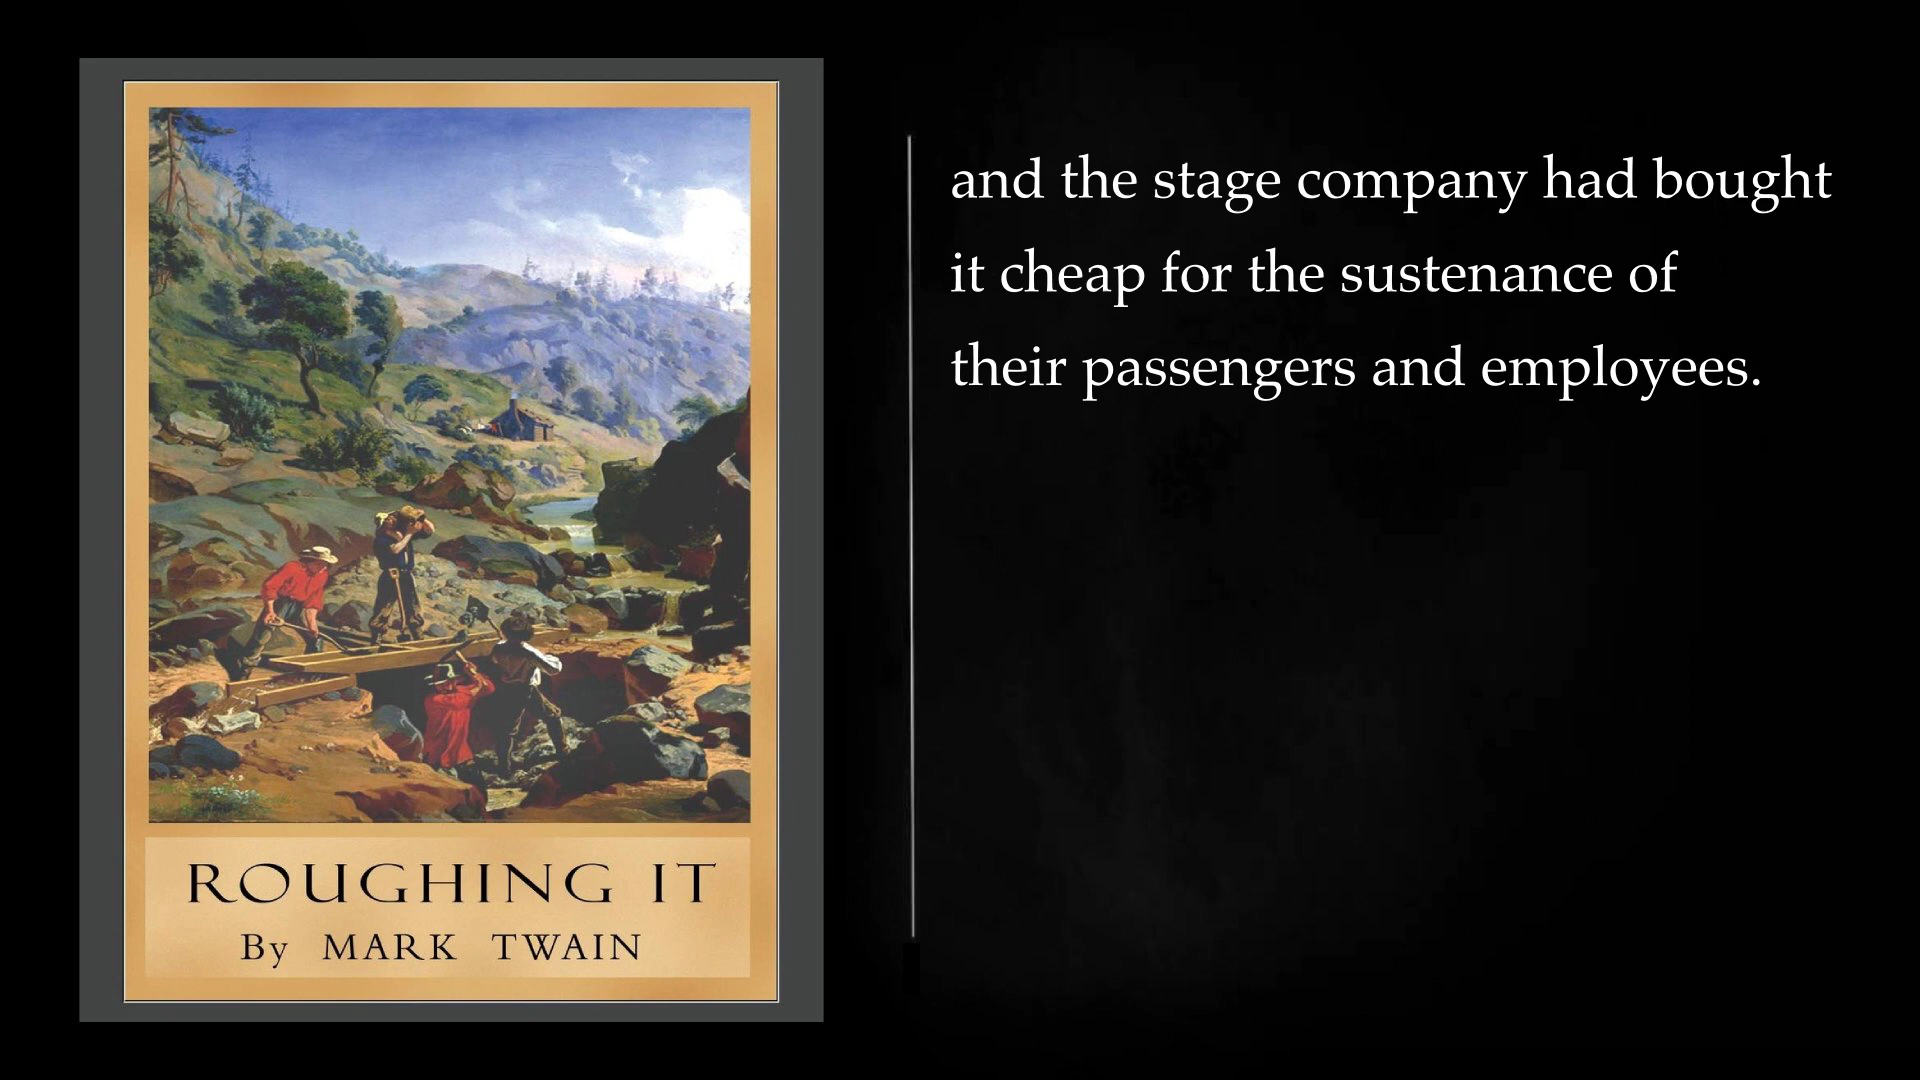 and the stage company had bought
it cheap for the sustenance of
their passengers and employees.
ROUGHING IT
By MARK TWAIN